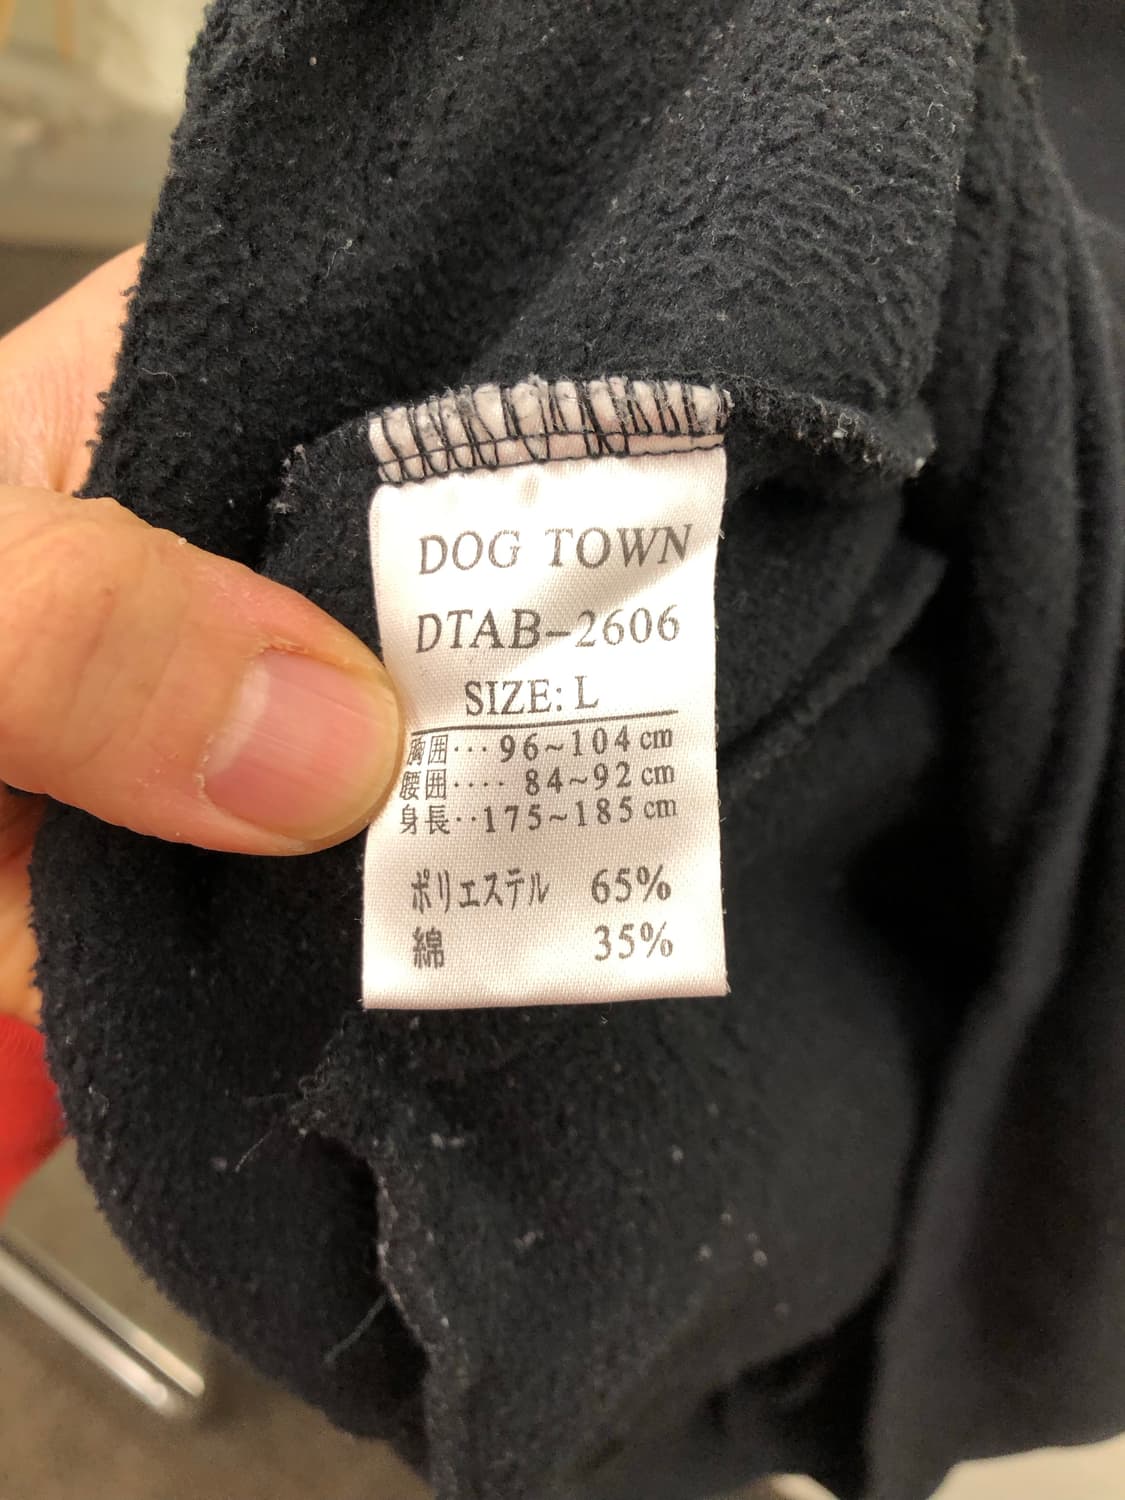 DOG TOWN
DTAB-2606
SIZE: L
胸囲‥‥96~104cm
腰囲‥‥84~92cm
身長‥175~185cm
ポリエステル 65%
綿 35%